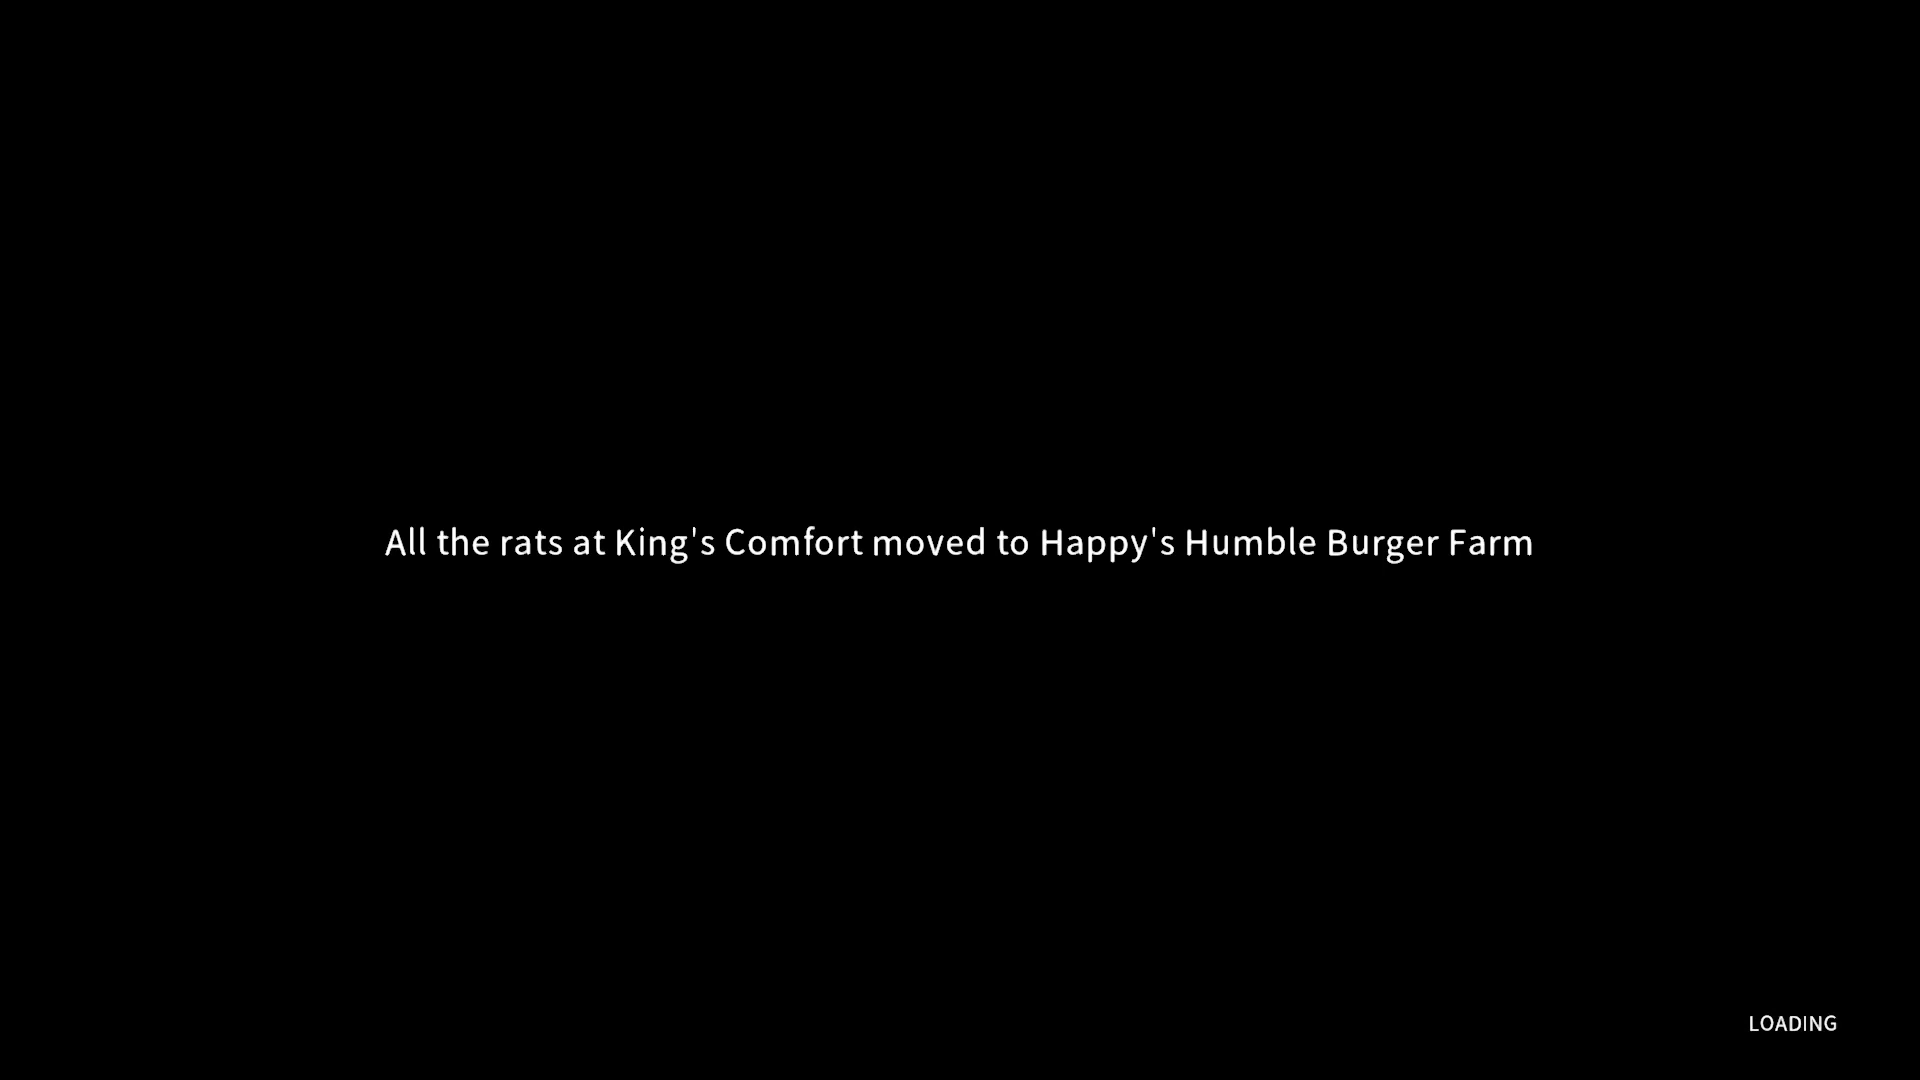 All the rats at King's Comfort moved to Happy's Humble Burger Farm
LOADING